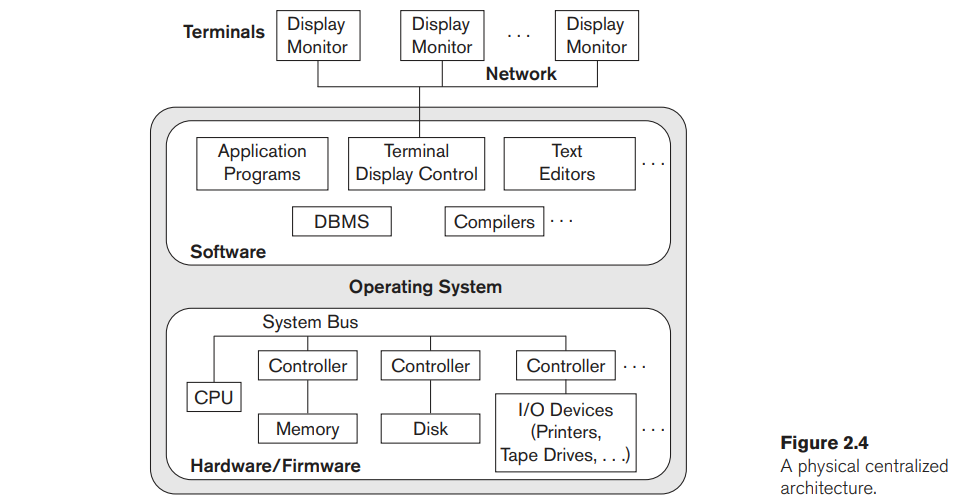 Terminals
Display
Monitor
Display
Monitor
. . .
Display
Monitor
Network
Application
Programs
Terminal
Display Control
Text
Editors
. . .
DBMS
Compilers
. . .
Software
Operating System
System Bus
Controller
Controller
Controller
. . .
CPU
Memory
Disk
I/O Devices
(Printers,
Tape Drives, . . .)
. . .
Hardware/Firmware
Figure 2.4
A physical centralized
architecture.